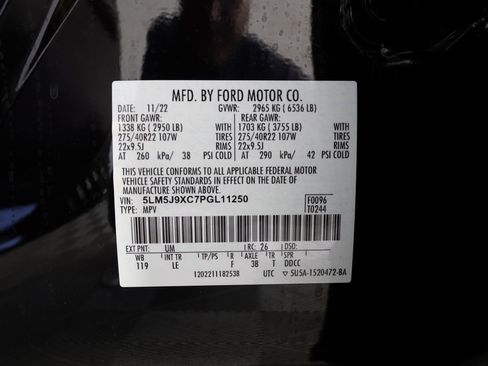 MFD. BY FORD MOTOR CO.
DATE: 11/22 GVWR: 2965 KG ( 6536 LB)
FRONT GAWR: REAR GAWR:
1338 KG ( 2950 LB) WITH 1703 KG ( 3755 LB) WITH
275/40R22 107W TIRES 275/40R22 107W TIRES
22x9.5J RIMS 22x9.5J RIMS
AT 260 kPa/ 38 PSI COLD AT 290 kPa/ 42 PSI COLD
THIS VEHICLE CONFORMS TO ALL
APPLICABLE FEDERAL MOTOR
VEHICLE SAFETY STANDARDS IN EFFECT ON THE DATE OF
MANUFACTURE SHOWN ABOVE.
VIN: 5LM5J9XC7PGL11250 F0096
TYPE: MPV T0244
EXT PNT: UM RC: 26 DSO:
WB INT TR TP/PS R AXLE TR SPR
119 LE F 3B T DDCC
1202211182538 UTC ▽ 5U5A-1520472-BA